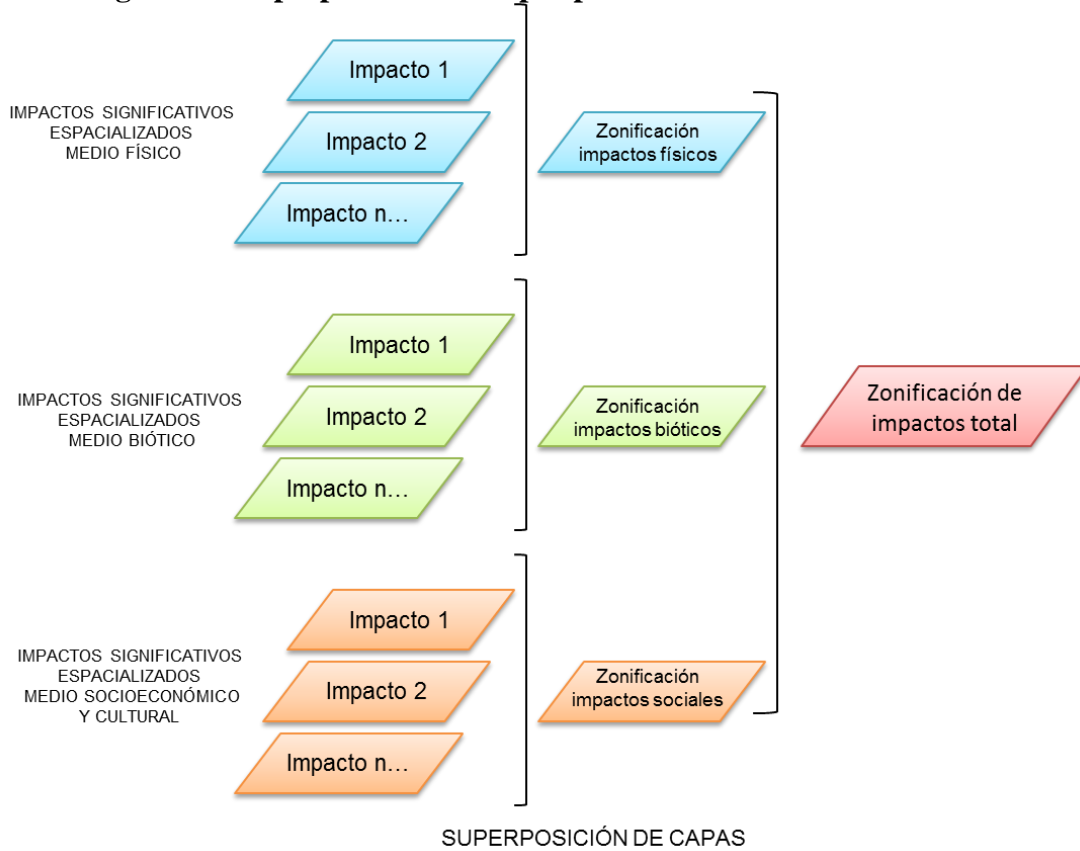 IMPACTOS SIGNIFICATIVOS
ESPACIALIZADOS
MEDIO FÍSICO
Impacto 1
Impacto 2
Impacto n...
Zonificación
impactos físicos
IMPACTOS SIGNIFICATIVOS
ESPACIALIZADOS
MEDIO BIÓTICO
Impacto 1
Impacto 2
Impacto n...
Zonificación
impactos bióticos
Zonificación de
impactos total
IMPACTOS SIGNIFICATIVOS
ESPACIALIZADOS
MEDIO SOCIOECONÓMICO
Y CULTURAL
Impacto 1
Impacto 2
Impacto n...
Zonificación
impactos sociales
SUPERPOSICIÓN DE CAPAS